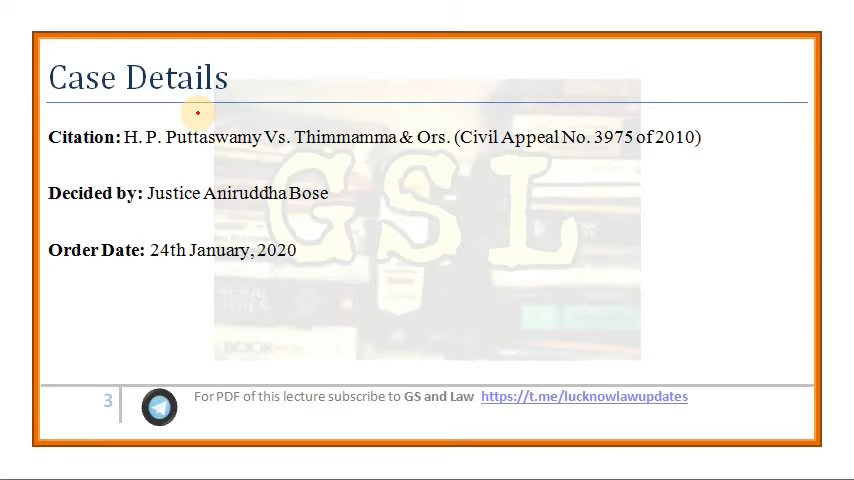 Case Details
Citation: H. P. Puttaswamy Vs. Thimmamma & Ors. (Civil Appeal No. 3975 of 2010)
Decided by: Justice Aniruddha Bose
Order Date: 24th January, 2020
GSL
3
For PDF of this lecture subscribe to GS and Law https://t.me/lucknowlawupdates